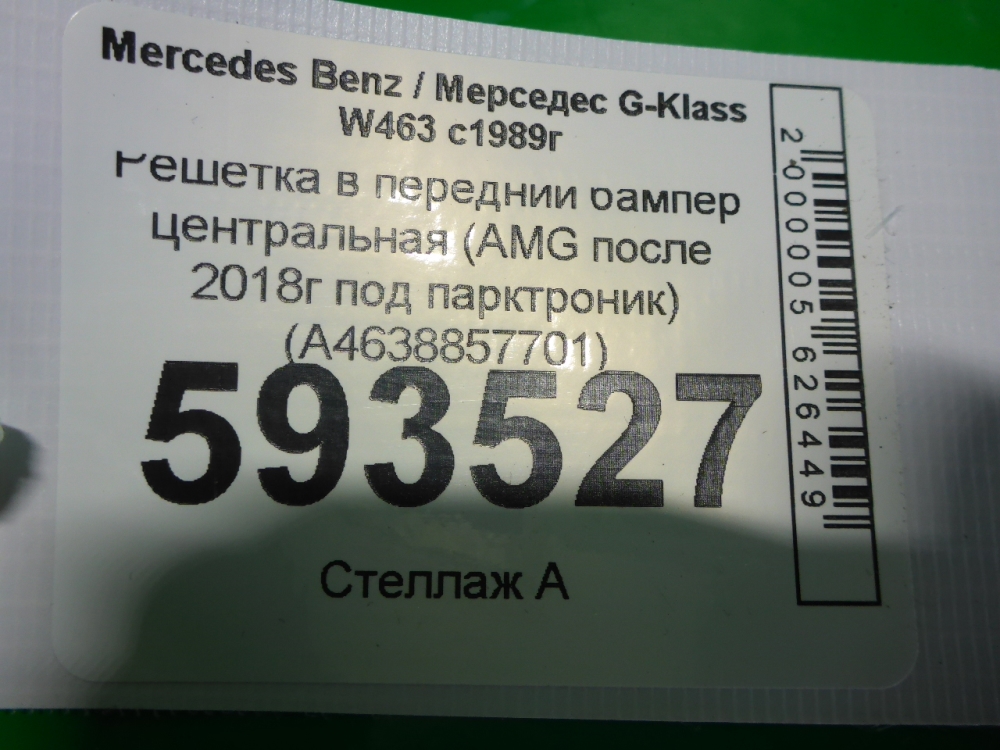 Mercedes Benz / Мерседес G-Klass
W463 с1989г
Решетка в передний бампер
центральная (AMG после
2018г под парктроник)
(A4638857701)
593527
Стеллаж А
2000005626449